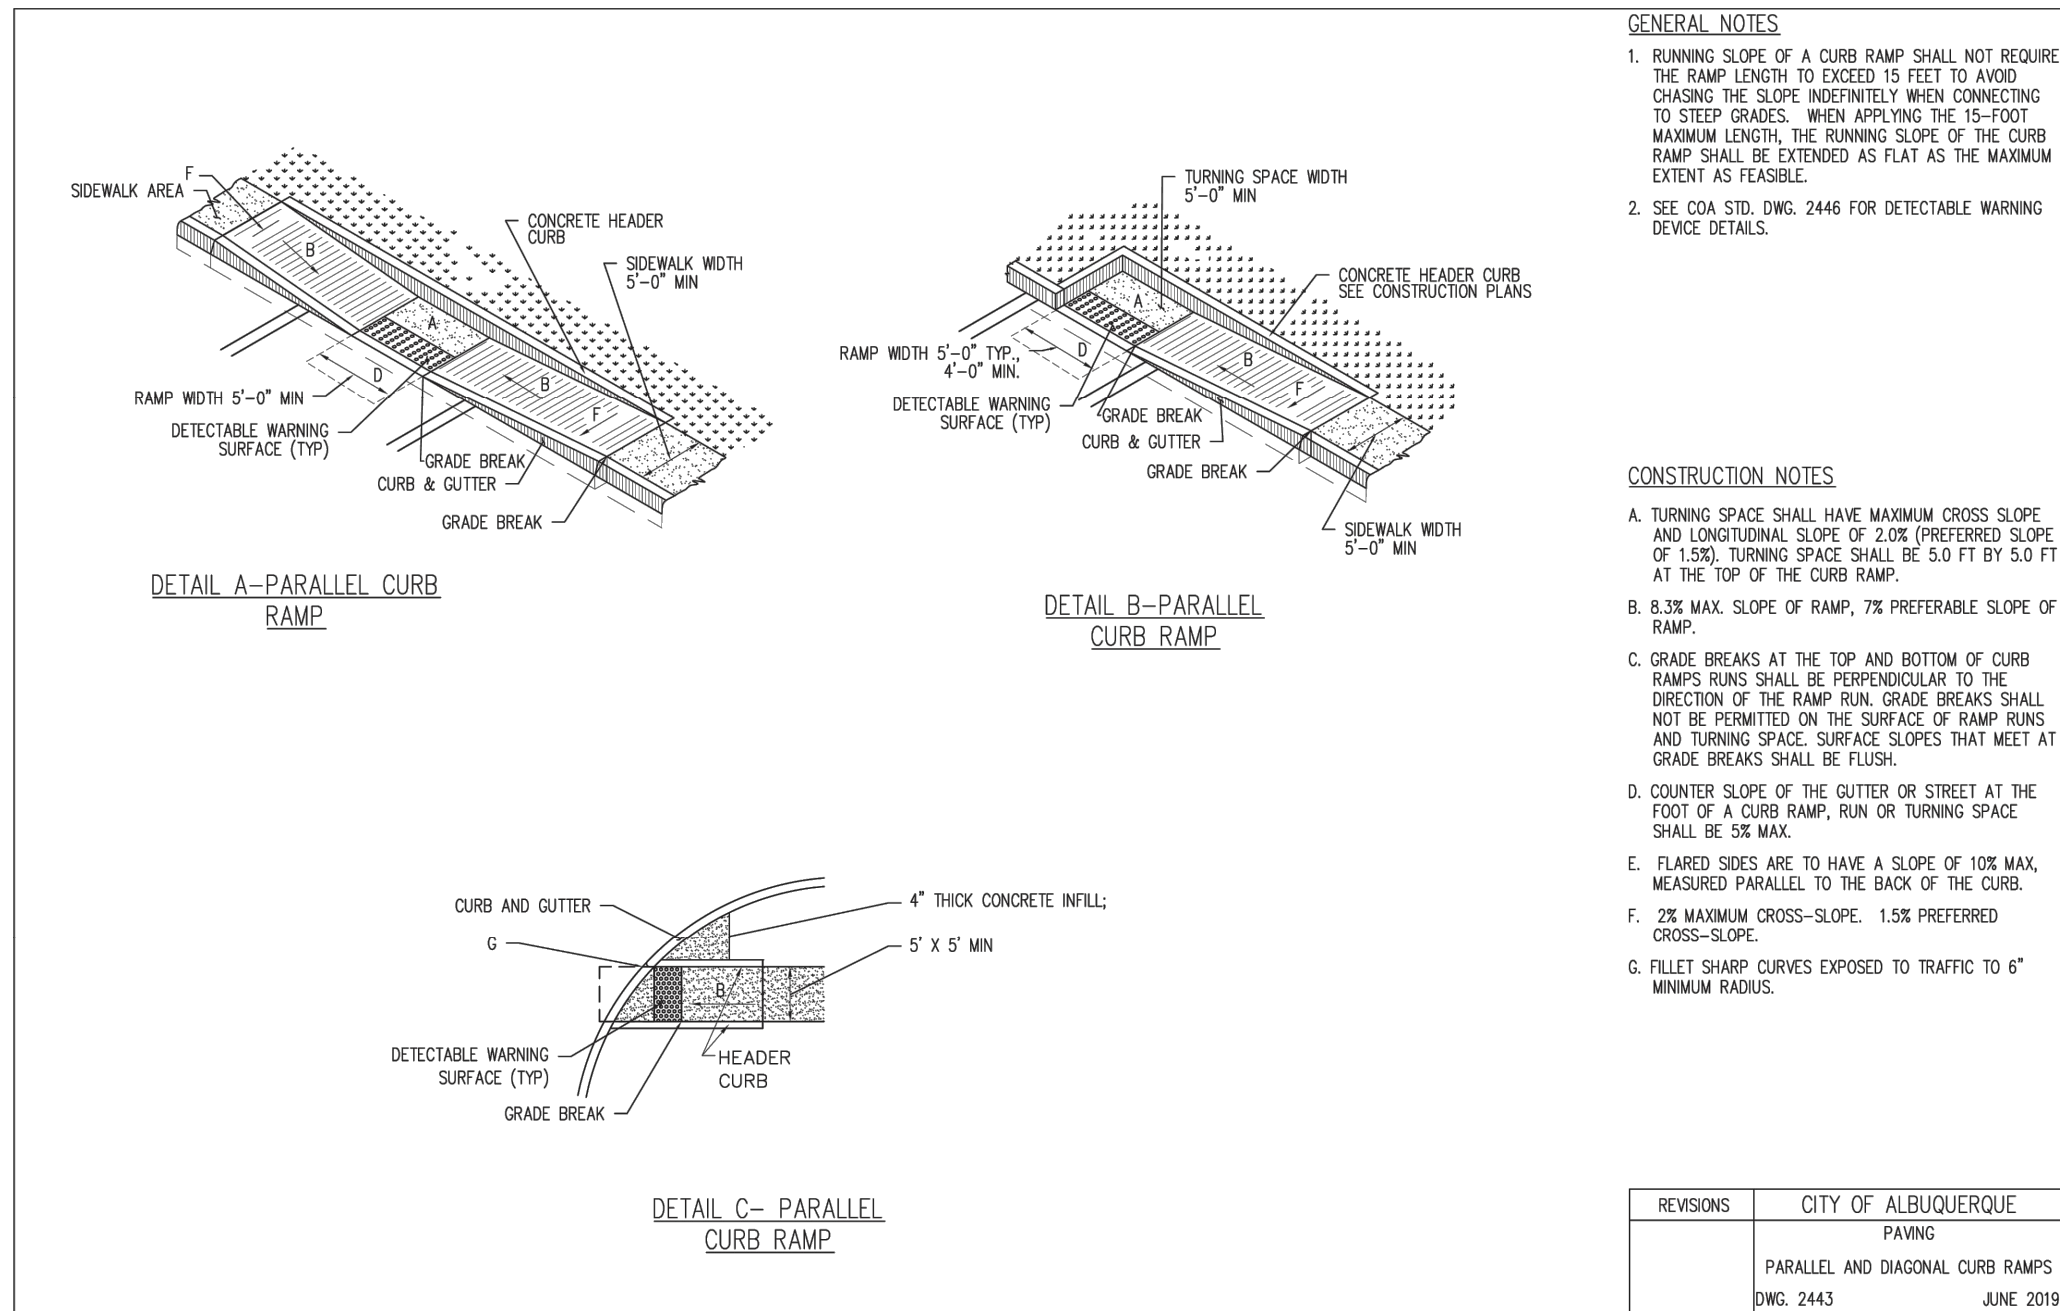 F
SIDEWALK AREA
B
CONCRETE HEADER
CURB
SIDEWALK WIDTH
5'-0" MIN
A
D
B
F
RAMP WIDTH 5'-0" MIN
DETECTABLE WARNING
SURFACE (TYP)
GRADE BREAK
CURB & GUTTER
GRADE BREAK
DETAIL A-PARALLEL CURB
RAMP
TURNING SPACE WIDTH
5'-0" MIN
CONCRETE HEADER CURB
SEE CONSTRUCTION PLANS
A
RAMP WIDTH 5'-0" TYP.,
4'-0" MIN.
D
B
F
DETECTABLE WARNING
SURFACE (TYP)
GRADE BREAK
CURB & GUTTER
GRADE BREAK
SIDEWALK WIDTH
5'-0" MIN
DETAIL B-PARALLEL
CURB RAMP
CURB AND GUTTER
4" THICK CONCRETE INFILL;
G
5' X 5' MIN
B
DETECTABLE WARNING
SURFACE (TYP)
HEADER
CURB
GRADE BREAK
DETAIL C- PARALLEL
CURB RAMP
GENERAL NOTES
1. RUNNING SLOPE OF A CURB RAMP SHALL NOT REQUIRE
THE RAMP LENGTH TO EXCEED 15 FEET TO AVOID
CHASING THE SLOPE INDEFINITELY WHEN CONNECTING
TO STEEP GRADES. WHEN APPLYING THE 15-FOOT
MAXIMUM LENGTH, THE RUNNING SLOPE OF THE CURB
RAMP SHALL BE EXTENDED AS FLAT AS THE MAXIMUM
EXTENT AS FEASIBLE.
2. SEE COA STD. DWG. 2446 FOR DETECTABLE WARNING
DEVICE DETAILS.
CONSTRUCTION NOTES
A. TURNING SPACE SHALL HAVE MAXIMUM CROSS SLOPE
AND LONGITUDINAL SLOPE OF 2.0% (PREFERRED SLOPE
OF 1.5%). TURNING SPACE SHALL BE 5.0 FT BY 5.0 FT
AT THE TOP OF THE CURB RAMP.
B. 8.3% MAX. SLOPE OF RAMP, 7% PREFERABLE SLOPE OF
RAMP.
C. GRADE BREAKS AT THE TOP AND BOTTOM OF CURB
RAMPS RUNS SHALL BE PERPENDICULAR TO THE
DIRECTION OF THE RAMP RUN. GRADE BREAKS SHALL
NOT BE PERMITTED ON THE SURFACE OF RAMP RUNS
AND TURNING SPACE. SURFACE SLOPES THAT MEET AT
GRADE BREAKS SHALL BE FLUSH.
D. COUNTER SLOPE OF THE GUTTER OR STREET AT THE
FOOT OF A CURB RAMP, RUN OR TURNING SPACE
SHALL BE 5% MAX.
E. FLARED SIDES ARE TO HAVE A SLOPE OF 10% MAX,
MEASURED PARALLEL TO THE BACK OF THE CURB.
F. 2% MAXIMUM CROSS-SLOPE. 1.5% PREFERRED
CROSS-SLOPE.
G. FILLET SHARP CURVES EXPOSED TO TRAFFIC TO 6"
MINIMUM RADIUS.
REVISIONS
CITY OF ALBUQUERQUE
PAVING
PARALLEL AND DIAGONAL CURB RAMPS
DWG. 2443 JUNE 2019